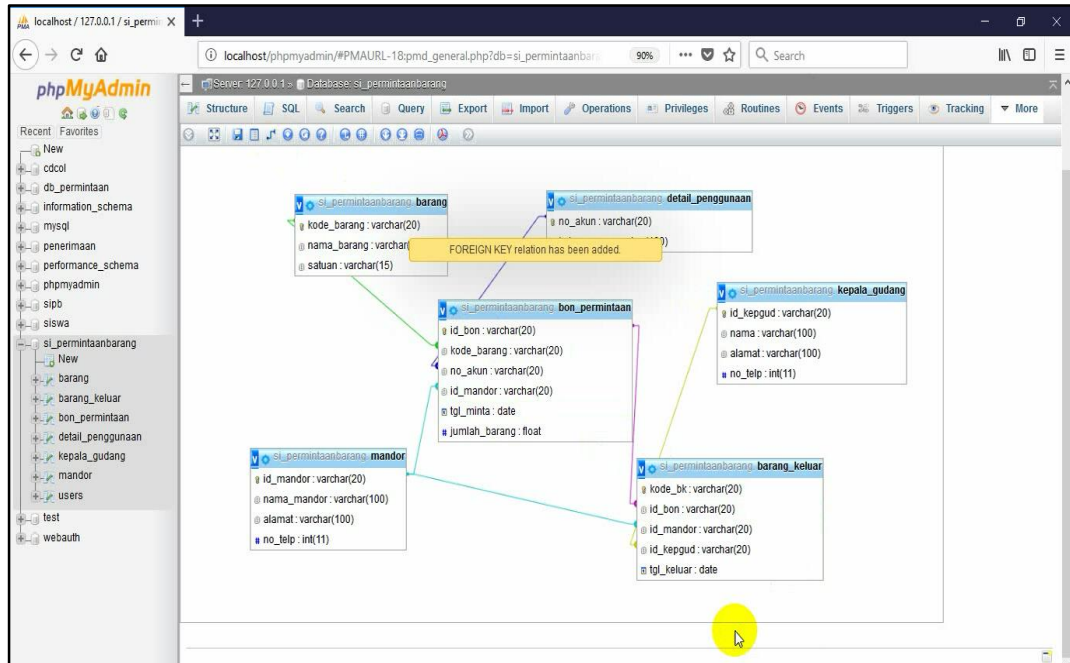 localhost / 127.0.0.1 / si_permin
localhost/phpmyadmin/#PMAURL-18:pmd_general.php?db=si_permintaanbaran
90%
Search
phpMyAdmin
Recent Favorites
New
cdcol
db_permintaan
information_schema
mysql
penerimaan
performance_schema
phpmyadmin
sipb
siswa
si_permintaanbarang
New
barang
barang_keluar
bon_permintaan
detail_penggunaan
kepala_gudang
mandor
users
test
webauth
Server: 127.0.0.1 » Database: si_permintaanbarang
Structure SQL Search Query Export Import Operations Privileges Routines Events Triggers Tracking More
si_permintaanbarang. barang
kode_barang : varchar(20)
nama_barang : varchar(
satuan : varchar(15)
si_permintaanbarang. detail_penggunaan
no_akun : varchar(20)
FOREIGN KEY relation has been added.
si_permintaanbarang. bon_permintaan
id_bon : varchar(20)
kode_barang : varchar(20)
no_akun : varchar(20)
id_mandor : varchar(20)
tgl_minta : date
# jumlah_barang : float
si_permintaanbarang. kepala_gudang
id_kepgud : varchar(20)
nama : varchar(100)
alamat : varchar(100)
# no_telp : int(11)
si_permintaanbarang. mandor
id_mandor : varchar(20)
nama_mandor : varchar(100)
alamat : varchar(100)
# no_telp : int(11)
si_permintaanbarang. barang_keluar
kode_bk : varchar(20)
id_bon : varchar(20)
id_mandor : varchar(20)
id_kepgud : varchar(20)
tgl_keluar : date